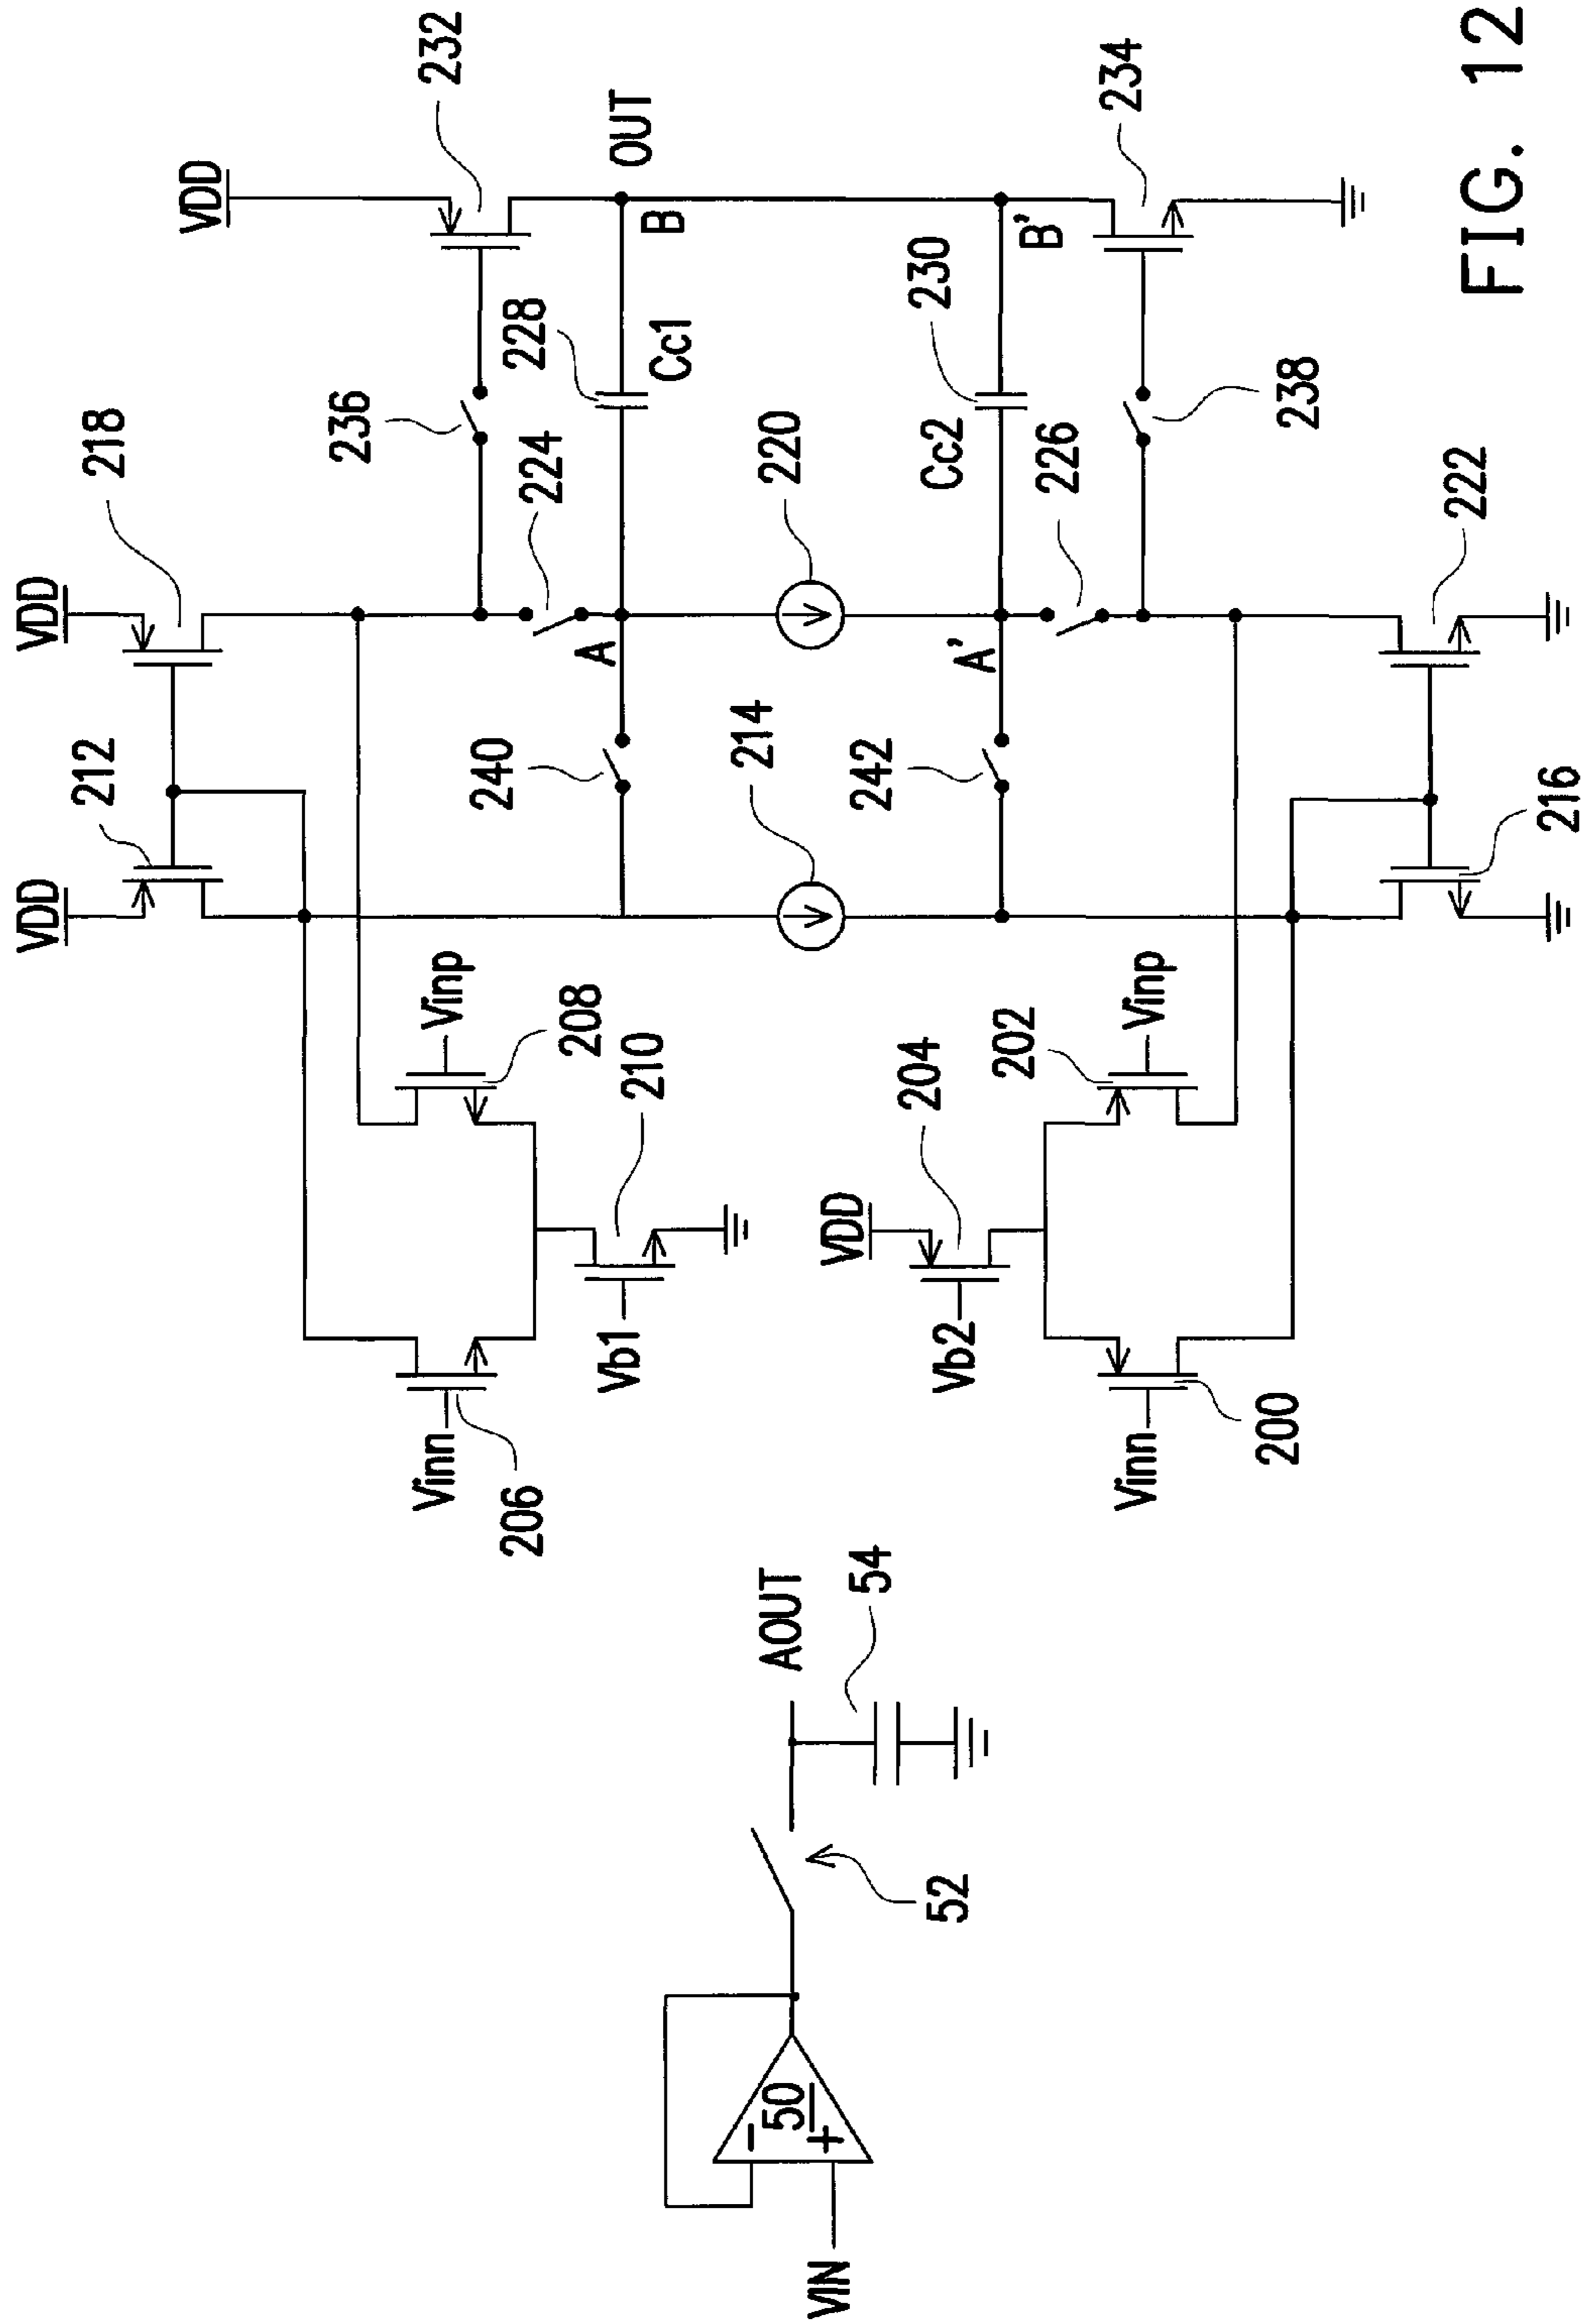 VDD
VDD
212
218
VDD
236
232
Vinn
Vinp
206
208
240
224
228
A
Vb1
210
B
OUT
Cc1
AOUT
214
220
50
−
+
VIN
54
52
VDD
204
242
Cc2
230
Vb2
A'
202
226
B'
Vinn
Vinp
234
200
238
222
216
FIG. 12